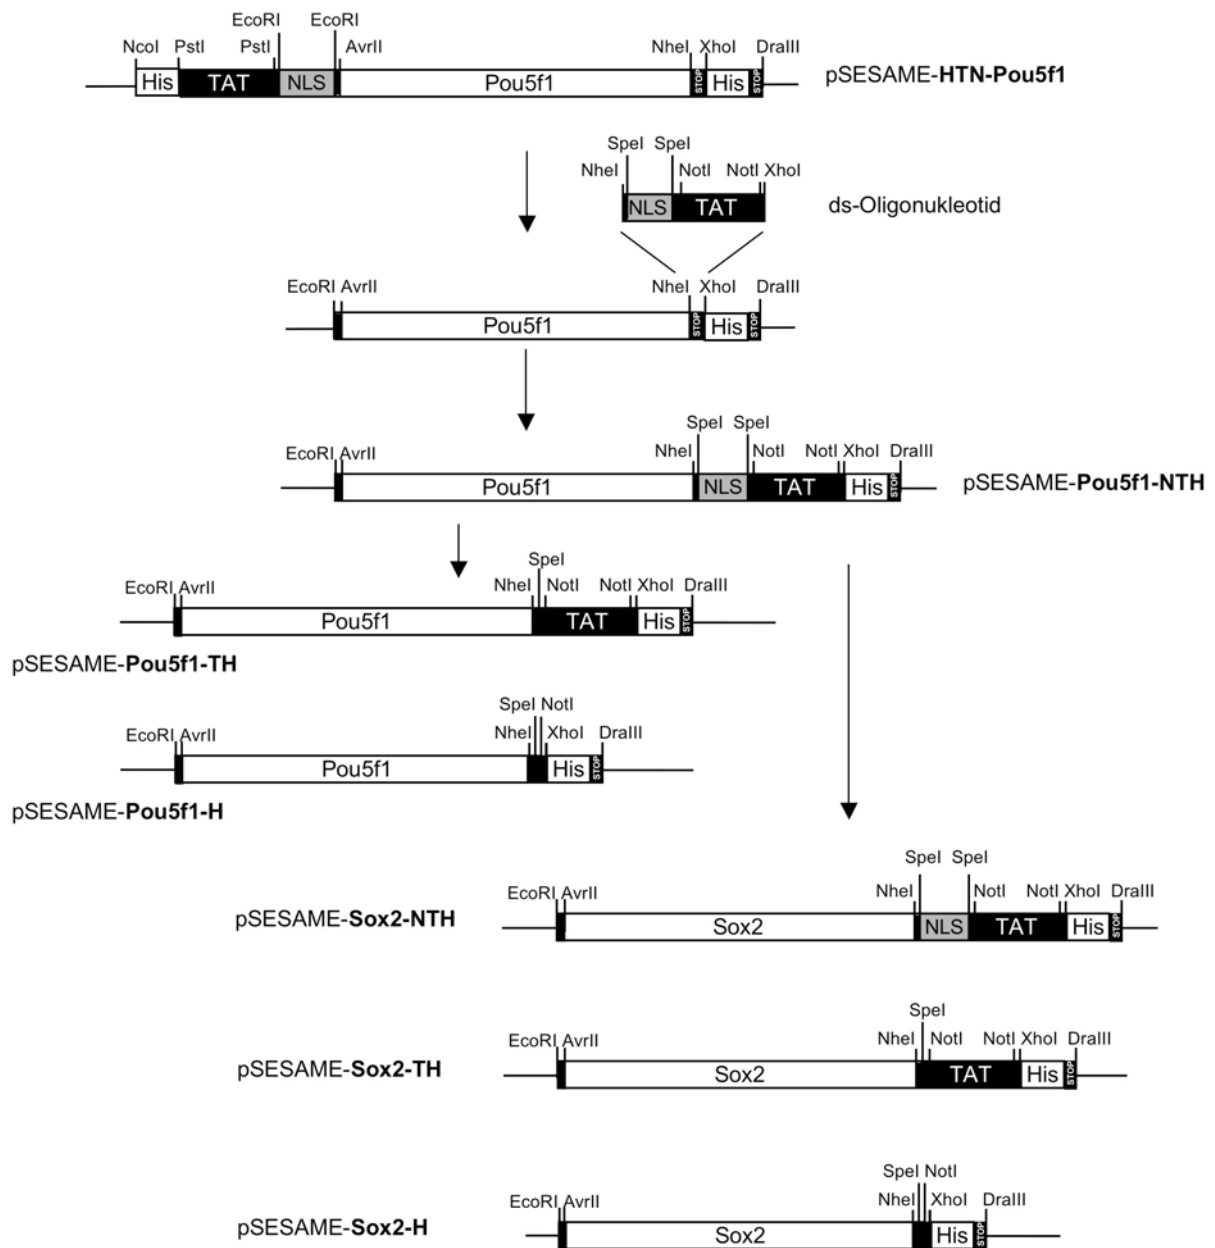 EcoRI EcoRI
NcoI PstI PstI AvrII NheI XhoI DraIII
His TAT NLS Pou5f1 STOP His STOP pSESAME-HTN-Pou5f1
SpeI SpeI
NheI NotI NotI XhoI
NLS TAT ds-Oligonukleotid
EcoRI AvrII NheI XhoI DraIII
Pou5f1 STOP His STOP
SpeI SpeI
EcoRI AvrII NheI NotI NotI XhoI DraIII
Pou5f1 NLS TAT His STOP pSESAME-Pou5f1-NTH
SpeI
EcoRI AvrII NheI NotI NotI XhoI DraIII
Pou5f1 TAT His STOP
pSESAME-Pou5f1-TH
SpeI NotI
EcoRI AvrII NheI XhoI DraIII
Pou5f1 His STOP
pSESAME-Pou5f1-H
SpeI SpeI
EcoRI AvrII NheI NotI NotI XhoI DraIII
pSESAME-Sox2-NTH Sox2 NLS TAT His STOP
SpeI
EcoRI AvrII NheI NotI NotI XhoI DraIII
pSESAME-Sox2-TH Sox2 TAT His STOP
SpeI NotI
EcoRI AvrII NheI XhoI DraIII
pSESAME-Sox2-H Sox2 His STOP